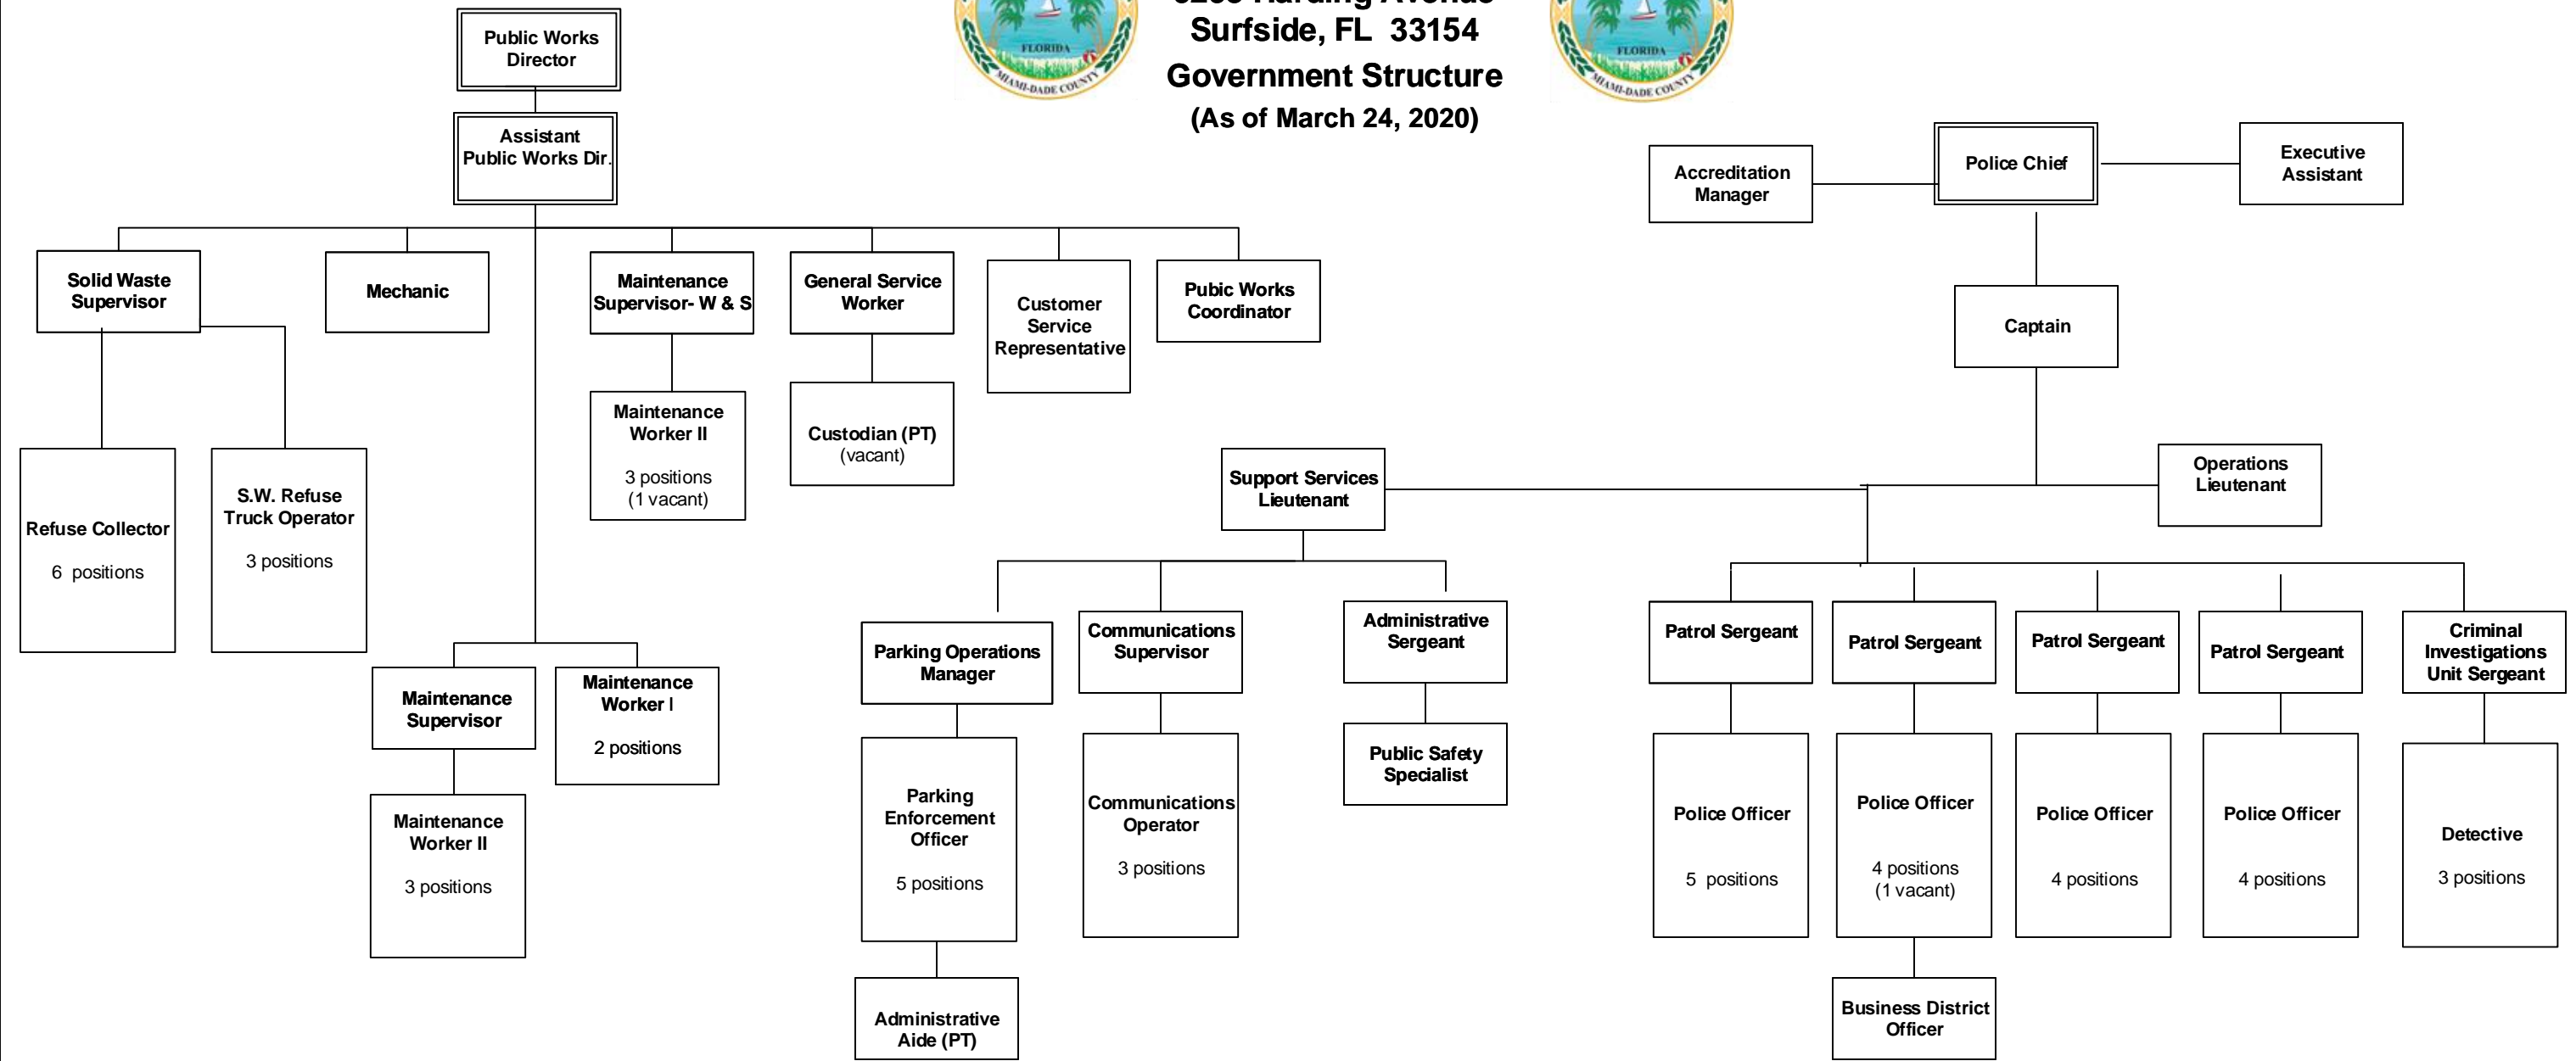 Surfside, FL 33154
Government Structure
(As of March 24, 2020)
FLORIDA
MIAMI-DADE COUNTY
FLORIDA
MIAMI-DADE COUNTY
Public Works
Director
Assistant
Public Works Dir.
Solid Waste
Supervisor
Mechanic
Maintenance
Supervisor- W & S
General Service
Worker
Customer
Service
Representative
Pubic Works
Coordinator
Refuse Collector
6 positions
S.W. Refuse
Truck Operator
3 positions
Maintenance
Worker II
3 positions
(1 vacant)
Custodian (PT)
(vacant)
Maintenance
Supervisor
Maintenance
Worker I
2 positions
Maintenance
Worker II
3 positions
Accreditation
Manager
Police Chief
Executive
Assistant
Captain
Support Services
Lieutenant
Operations
Lieutenant
Parking Operations
Manager
Communications
Supervisor
Administrative
Sergeant
Parking
Enforcement
Officer
5 positions
Communications
Operator
3 positions
Public Safety
Specialist
Administrative
Aide (PT)
Patrol Sergeant
Patrol Sergeant
Patrol Sergeant
Patrol Sergeant
Criminal
Investigations
Unit Sergeant
Police Officer
5 positions
Police Officer
4 positions
(1 vacant)
Police Officer
4 positions
Police Officer
4 positions
Detective
3 positions
Business District
Officer